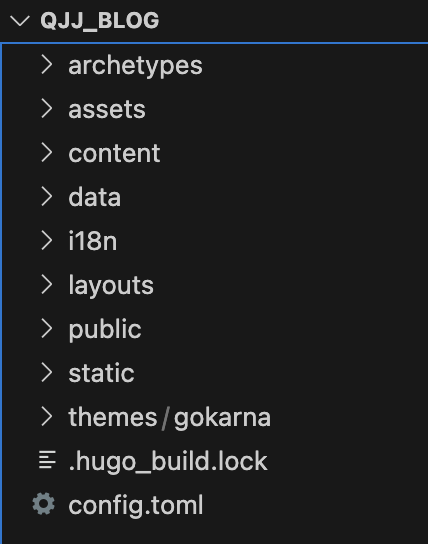 QJJ_BLOG
archetypes
assets
content
data
i18n
layouts
public
static
themes/gokarna
.hugo_build.lock
config.toml